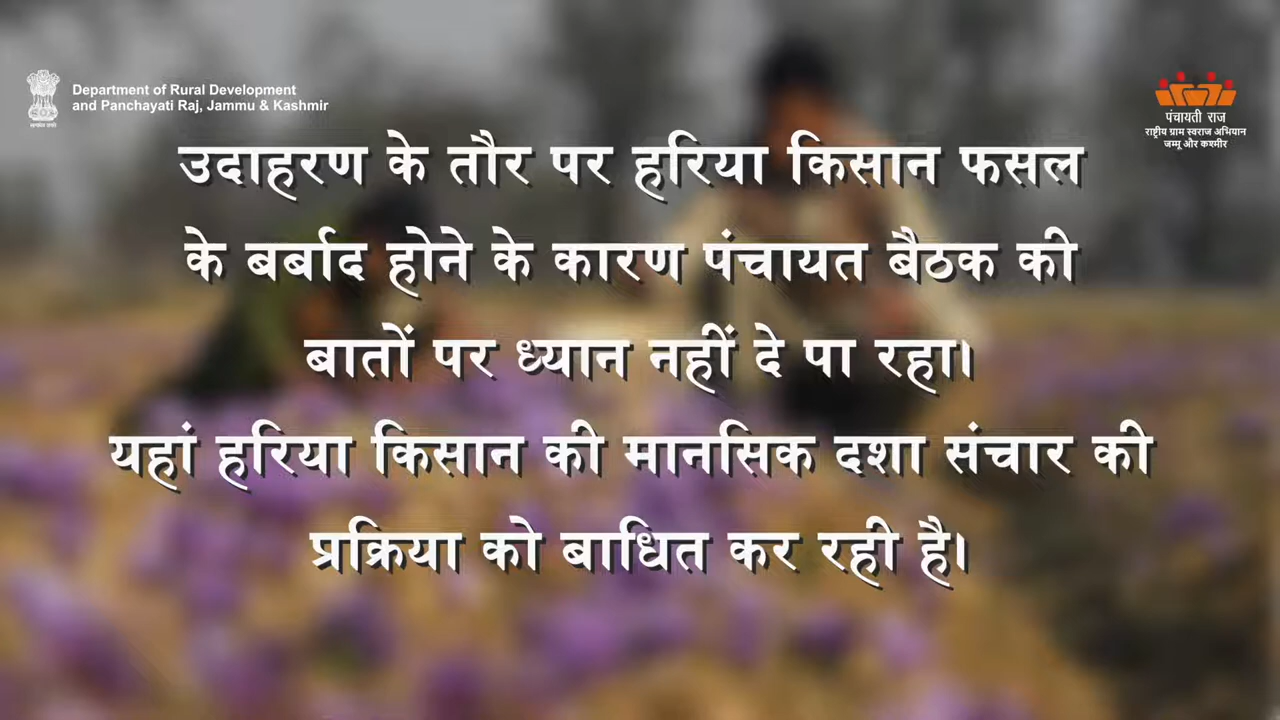 Department of Rural Development
and Panchayati Raj, Jammu & Kashmir
पंचायती राज
राष्ट्रीय ग्राम स्वराज अभियान
जम्मू और कश्मीर
उदाहरण के तौर पर हरिया किसान फसल
के बर्बाद होने के कारण पंचायत बैठक की
बातों पर ध्यान नहीं दे पा रहा।
यहां हरिया किसान की मानसिक दशा संचार की
प्रक्रिया को बाधित कर रही है।